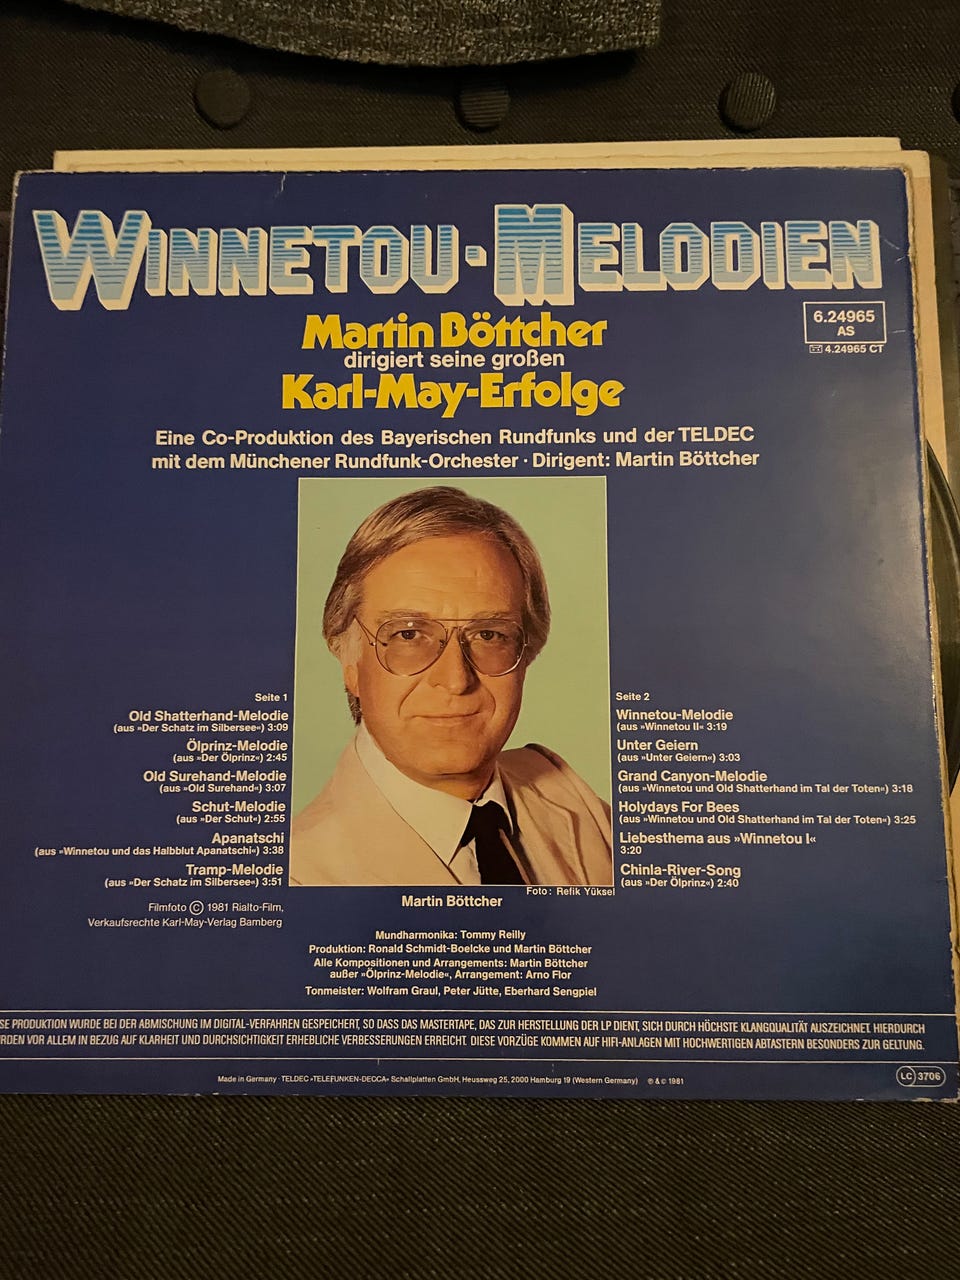 WINNETOU·MELODIEN
6.24965
AS
4.24965 CT
Martin Böttcher
dirigiert seine großen
Karl-May-Erfolge
Eine Co-Produktion des Bayerischen Rundfunks und der TELDEC
mit dem Münchener Rundfunk-Orchester · Dirigent: Martin Böttcher
Seite 1
Old Shatterhand-Melodie
(aus »Der Schatz im Silbersee«) 3:09
Ölprinz-Melodie
(aus »Der Ölprinz«) 2:45
Old Surehand-Melodie
(aus »Old Surehand«) 3:07
Schut-Melodie
(aus »Der Schut«) 2:55
Apanatschi
(aus »Winnetou und das Halbblut Apanatschi«) 3:38
Tramp-Melodie
(aus »Der Schatz im Silbersee«) 3:51
Filmfoto © 1981 Rialto-Film,
Verkaufsrechte Karl-May-Verlag Bamberg
Seite 2
Winnetou-Melodie
(aus »Winnetou II« 3:19
Unter Geiern
(aus »Unter Geiern«) 3:03
Grand Canyon-Melodie
(aus »Winnetou und Old Shatterhand im Tal der Toten«) 3:18
Holydays For Bees
(aus »Winnetou und Old Shatterhand im Tal der Toten«) 3:25
Liebesthema aus »Winnetou I«
3:20
Chinla-River-Song
(aus »Der Ölprinz«) 2:40
Foto: Refik Yüksel
Martin Böttcher
Mundharmonika: Tommy Reilly
Produktion: Ronald Schmidt-Boelcke und Martin Böttcher
Alle Kompositionen und Arrangements: Martin Böttcher
außer »Ölprinz-Melodie«, Arrangement: Arno Flor
Tonmeister: Wolfram Graul, Peter Jütte, Eberhard Sengpiel
SE PRODUKTION WURDE BEI DER ABMISCHUNG IM DIGITAL-VERFAHREN GESPEICHERT, SO DASS DAS MASTERTAPE, DAS ZUR HERSTELLUNG DER LP DIENT, SICH DURCH HÖCHSTE KLANGQUALITÄT AUSZEICHNET. HIERDURCH
RDEN VOR ALLEM IN BEZUG AUF KLARHEIT UND DURCHSICHTIGKEIT ERHEBLICHE VERBESSERUNGEN ERREICHT. DIESE VORZÜGE KOMMEN AUF HIFI-ANLAGEN MIT HOCHWERTIGEN ABTASTERN BESONDERS ZUR GELTUNG.
Made in Germany · TELDEC »TELEFUNKEN-DECCA« Schallplatten GmbH, Heussweg 25, 2000 Hamburg 19 (Western Germany) ℗ & © 1981
LC 3706